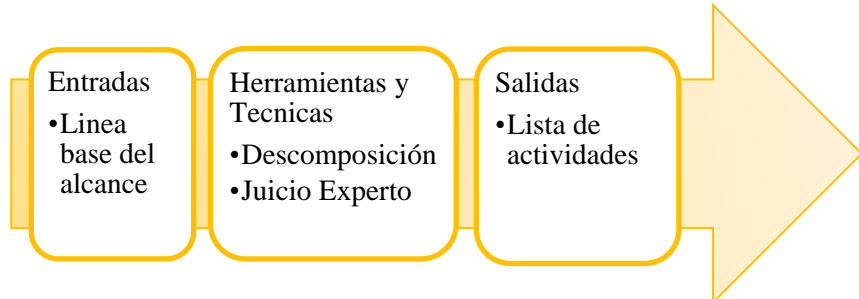 Entradas
•Linea
base del
alcance
Herramientas y
Tecnicas
•Descomposición
•Juicio Experto
Salidas
•Lista de
actividades